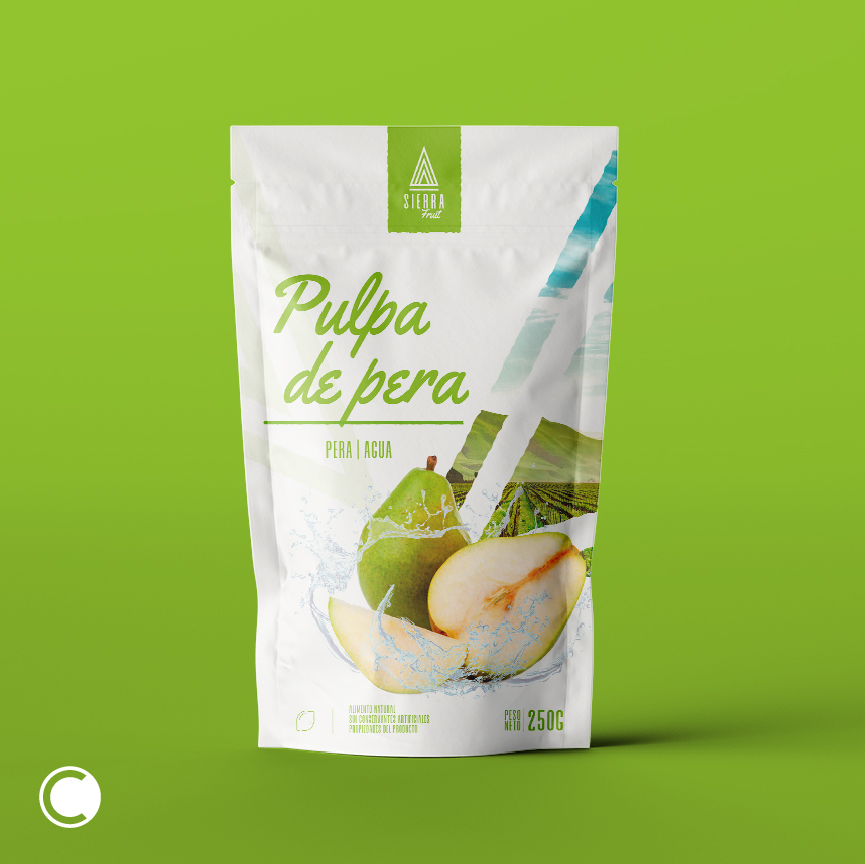 SIERRA
Fruit
Pulpa
de pera
PERA | AGUA
ALIMENTO NATURAL
SIN CONSERVANTES ARTIFICIALES
PROPIEDADES DEL PRODUCTO
PESO
NETO
250G
C